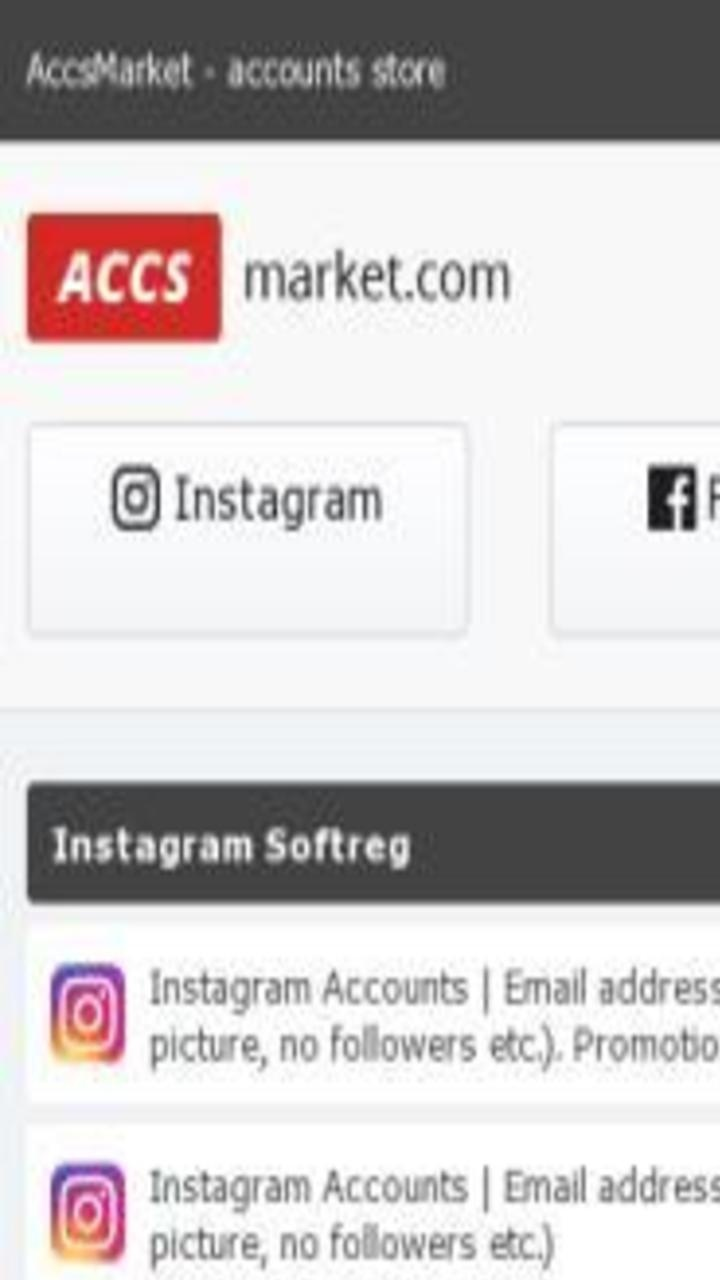 AccsMarket - accounts store
ACCS market.com
Instagram
Instagram Softreg
Instagram Accounts | Email address
picture, no followers etc.). Promotio
Instagram Accounts | Email address
picture, no followers etc.)